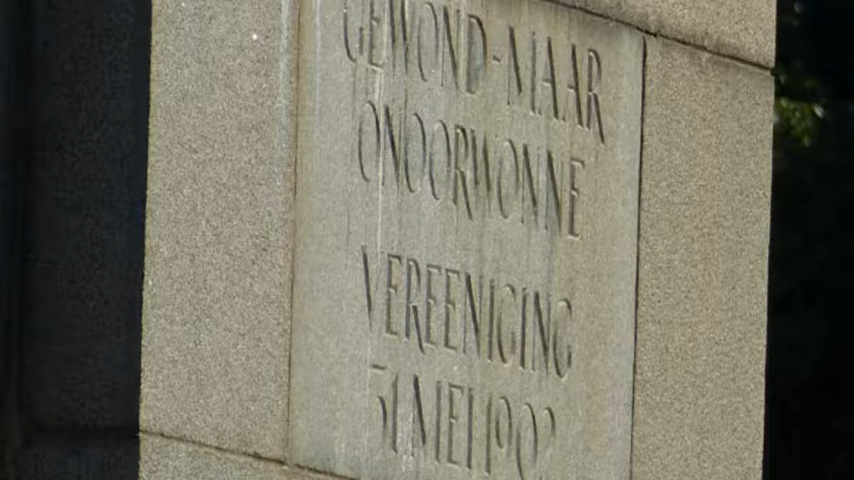 GEWOND-MAAR
ONOORWONNE
VEREENIGING
31 MEI 1902